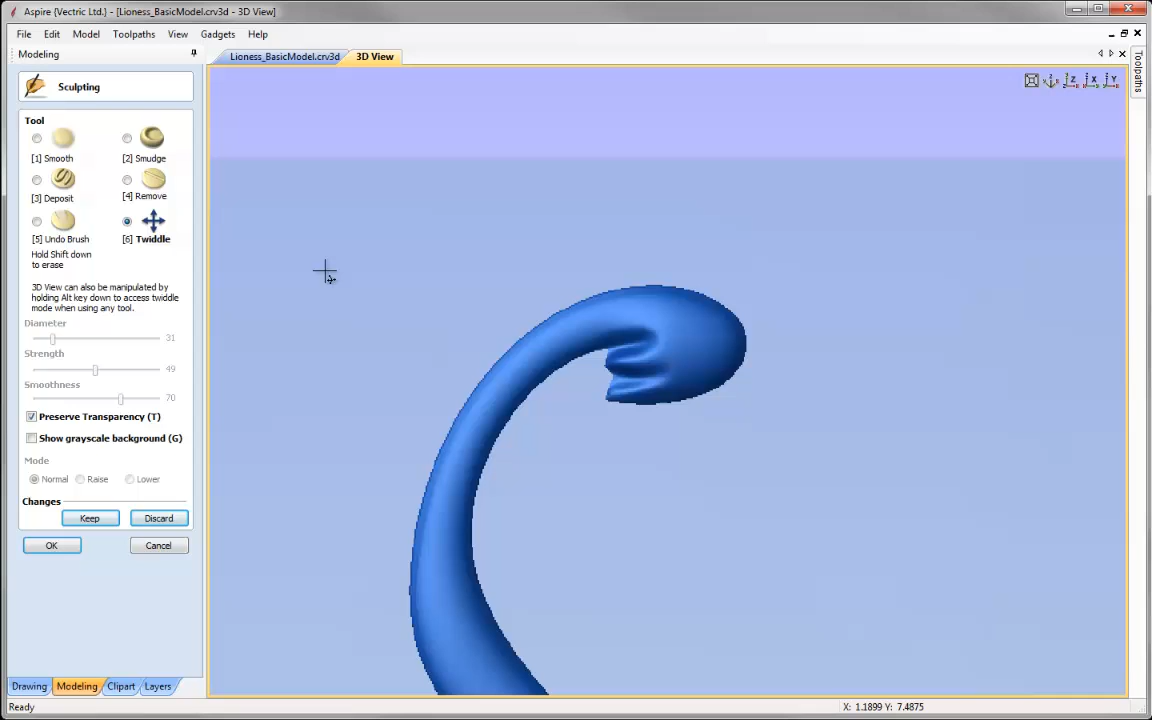 Aspire {Vectric Ltd.} - [Lioness_BasicModel.crv3d - 3D View]
File Edit Model Toolpaths View Gadgets Help
Modeling
Lioness_BasicModel.crv3d 3D View
Toolpaths
Z X Y
Sculpting
Tool
[1] Smooth [2] Smudge
[3] Deposit [4] Remove
[5] Undo Brush [6] Twiddle
Hold Shift down
to erase
3D View can also be manipulated by
holding Alt key down to access twiddle
mode when using any tool.
Diameter
31
Strength
49
Smoothness
70
Preserve Transparency (T)
Show grayscale background (G)
Mode
Normal Raise Lower
Changes
Keep Discard
OK Cancel
Drawing Modeling Clipart Layers
Ready X: 1.1899 Y: 7.4875